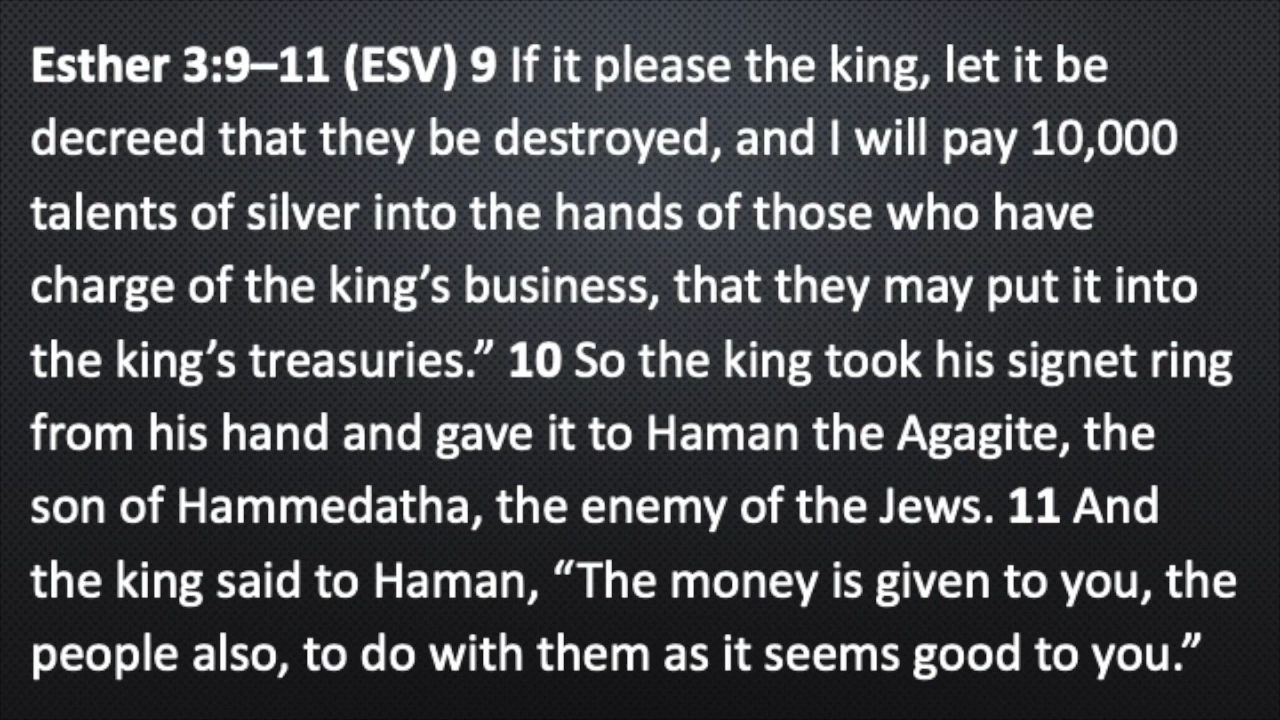 Esther 3:9–11 (ESV) 9 If it please the king, let it be
decreed that they be destroyed, and I will pay 10,000
talents of silver into the hands of those who have
charge of the king’s business, that they may put it into
the king’s treasuries.” 10 So the king took his signet ring
from his hand and gave it to Haman the Agagite, the
son of Hammedatha, the enemy of the Jews. 11 And
the king said to Haman, “The money is given to you, the
people also, to do with them as it seems good to you.”